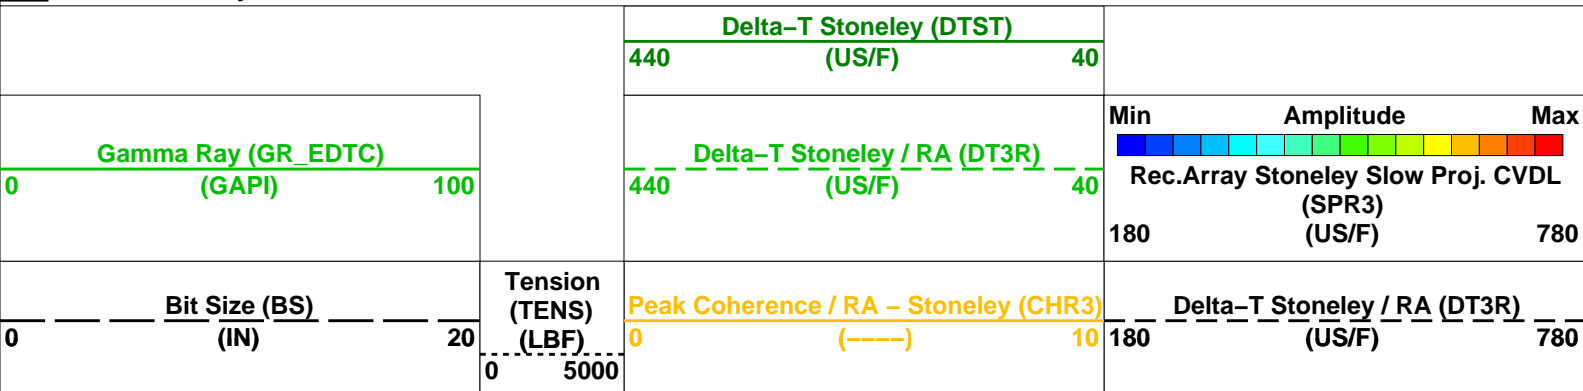 Delta−T Stoneley (DTST)
440 (US/F) 40
Gamma Ray (GR_EDTC)
0 (GAPI) 100
Delta−T Stoneley / RA (DT3R)
440 (US/F) 40
Min Amplitude Max
Rec.Array Stoneley Slow Proj. CVDL
(SPR3)
180 (US/F) 780
Bit Size (BS)
0 (IN) 20
Tension
(TENS)
(LBF)
0 5000
Peak Coherence / RA − Stoneley (CHR3)
0 (−−−−) 10
Delta−T Stoneley / RA (DT3R)
180 (US/F) 780